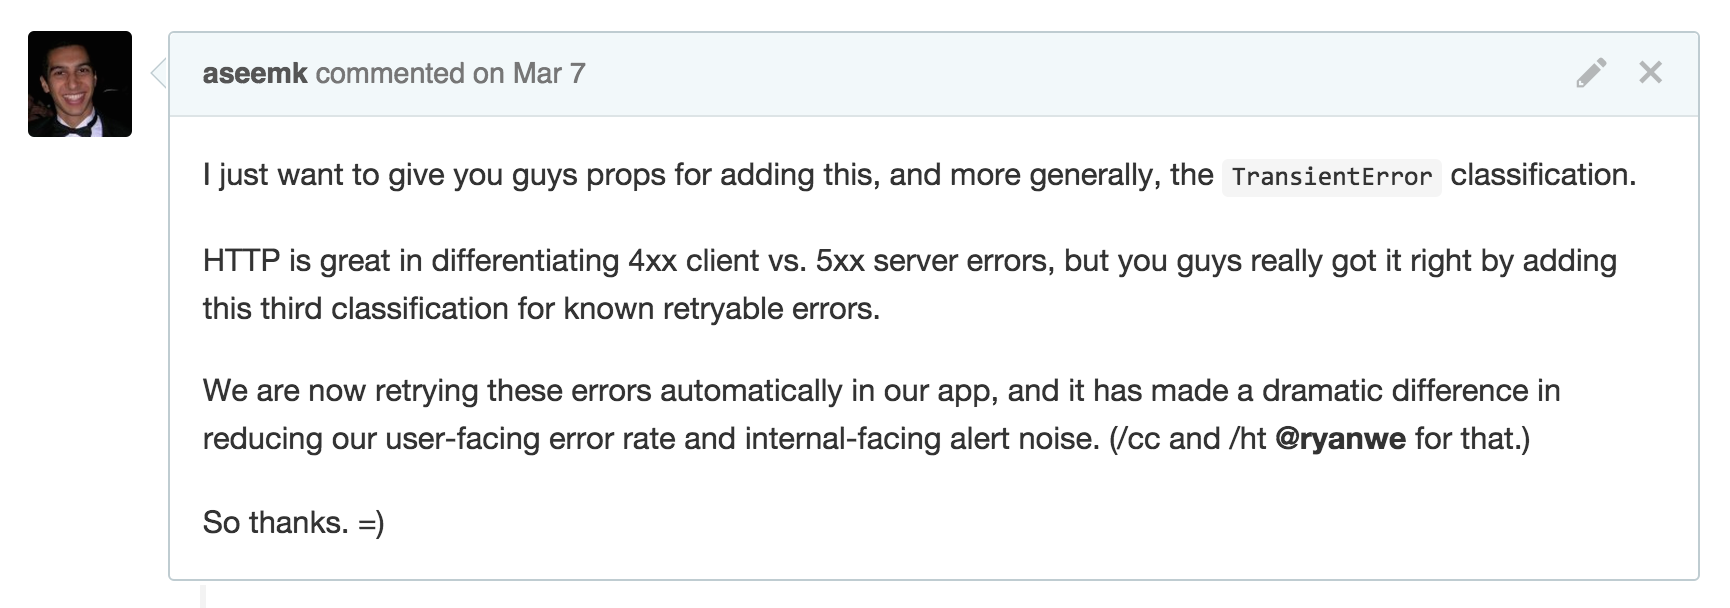 aseemk commented on Mar 7
I just want to give you guys props for adding this, and more generally, the TransientError classification.
HTTP is great in differentiating 4xx client vs. 5xx server errors, but you guys really got it right by adding
this third classification for known retryable errors.
We are now retrying these errors automatically in our app, and it has made a dramatic difference in
reducing our user-facing error rate and internal-facing alert noise. (/cc and /ht @ryanwe for that.)
So thanks. =)